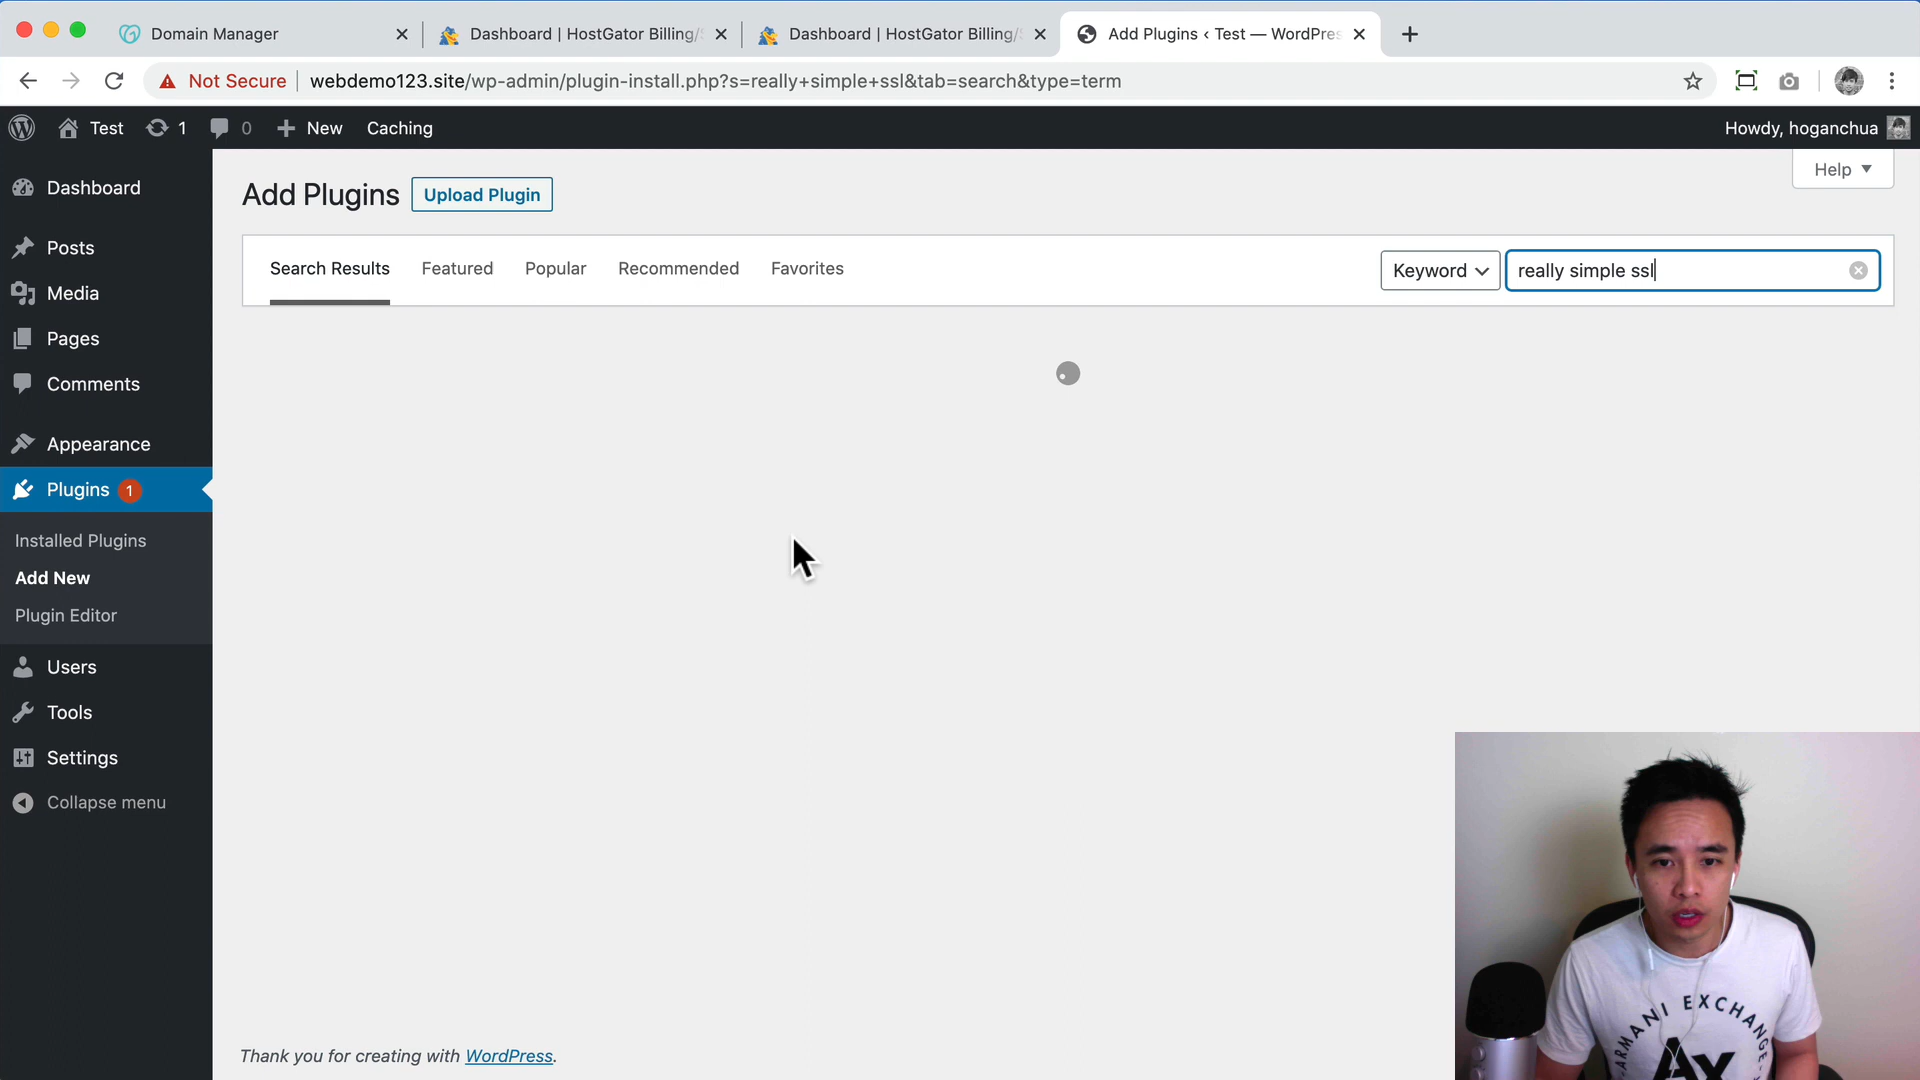 Domain Manager
Dashboard | HostGator Billing/
Dashboard | HostGator Billing/
Add Plugins ‹ Test — WordPres
Not Secure
webdemo123.site/wp-admin/plugin-install.php?s=really+simple+ssl&tab=search&type=term
Test
1
0
New
Caching
Howdy, hoganchua
Dashboard
Posts
Media
Pages
Comments
Appearance
Plugins 1
Installed Plugins
Add New
Plugin Editor
Users
Tools
Settings
Collapse menu
Add Plugins
Upload Plugin
Help
Search Results
Featured
Popular
Recommended
Favorites
Keyword
really simple ssl
Thank you for creating with WordPress.
ARMANI EXCHANGE
AX